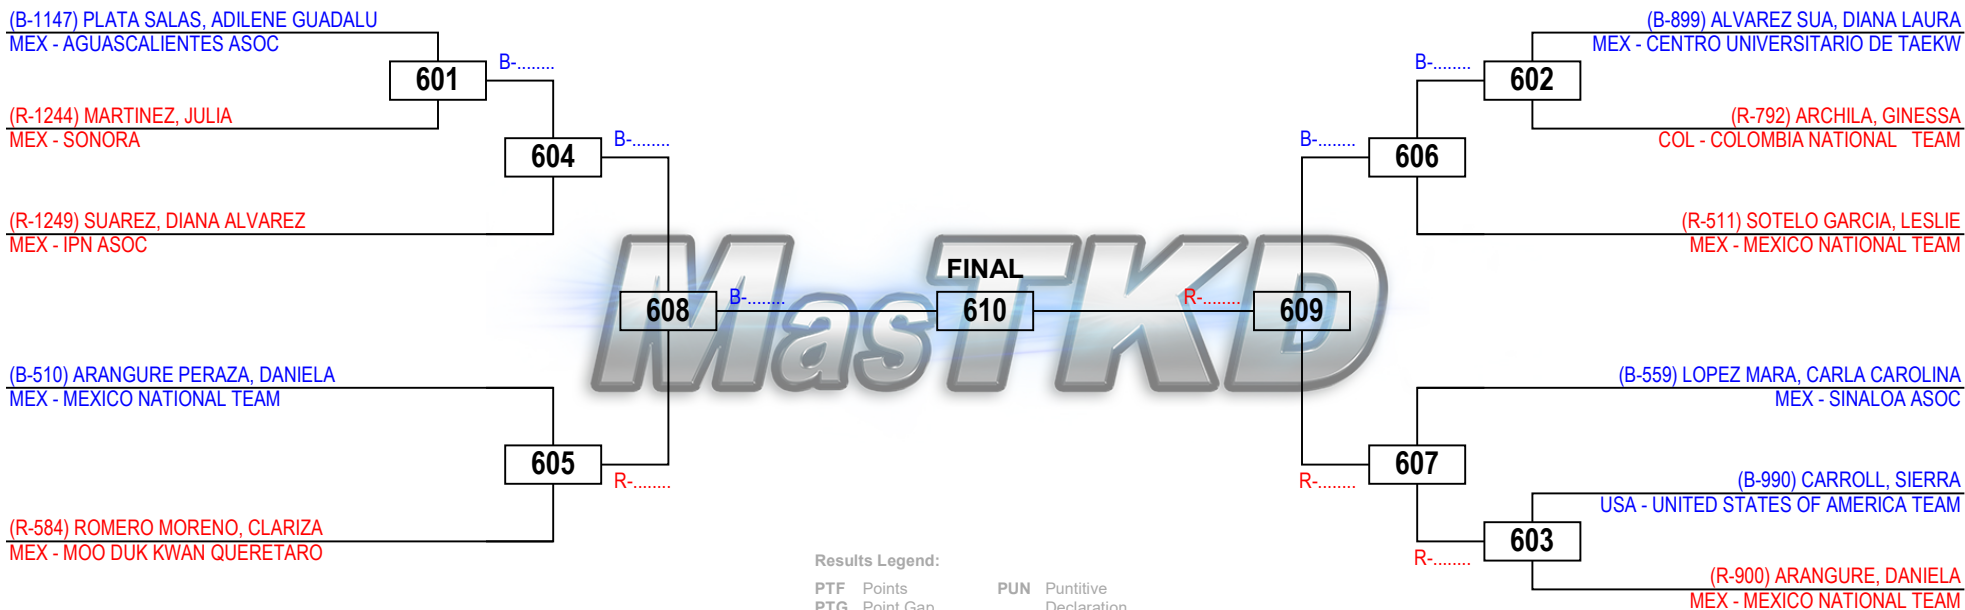 (B-1147) PLATA SALAS, ADILENE GUADALU
MEX - AGUASCALIENTES ASOC
601
B-........
(R-1244) MARTINEZ, JULIA
MEX - SONORA
604
B-........
(R-1249) SUAREZ, DIANA ALVAREZ
MEX - IPN ASOC
608
B-........
(B-510) ARANGURE PERAZA, DANIELA
MEX - MEXICO NATIONAL TEAM
605
R-........
(R-584) ROMERO MORENO, CLARIZA
MEX - MOO DUK KWAN QUERETARO
MasTKD
FINAL
610
(B-899) ALVAREZ SUA, DIANA LAURA
MEX - CENTRO UNIVERSITARIO DE TAEKW
B-........
602
(R-792) ARCHILA, GINESSA
COL - COLOMBIA NATIONAL TEAM
B-........
606
(R-511) SOTELO GARCIA, LESLIE
MEX - MEXICO NATIONAL TEAM
R-........
609
(B-559) LOPEZ MARA, CARLA CAROLINA
MEX - SINALOA ASOC
607
R-........
(B-990) CARROLL, SIERRA
USA - UNITED STATES OF AMERICA TEAM
603
R-........
(R-900) ARANGURE, DANIELA
MEX - MEXICO NATIONAL TEAM
Results Legend:
PTF Points PUN Puntitive
PTG Point Gap Declaration